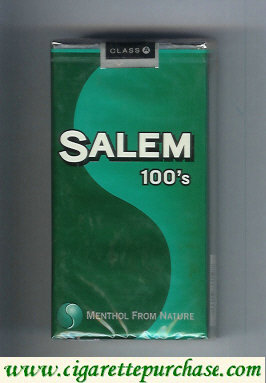 CLASS A
SALEM
100's
MENTHOL FROM NATURE
www.cigarettepurchase.com